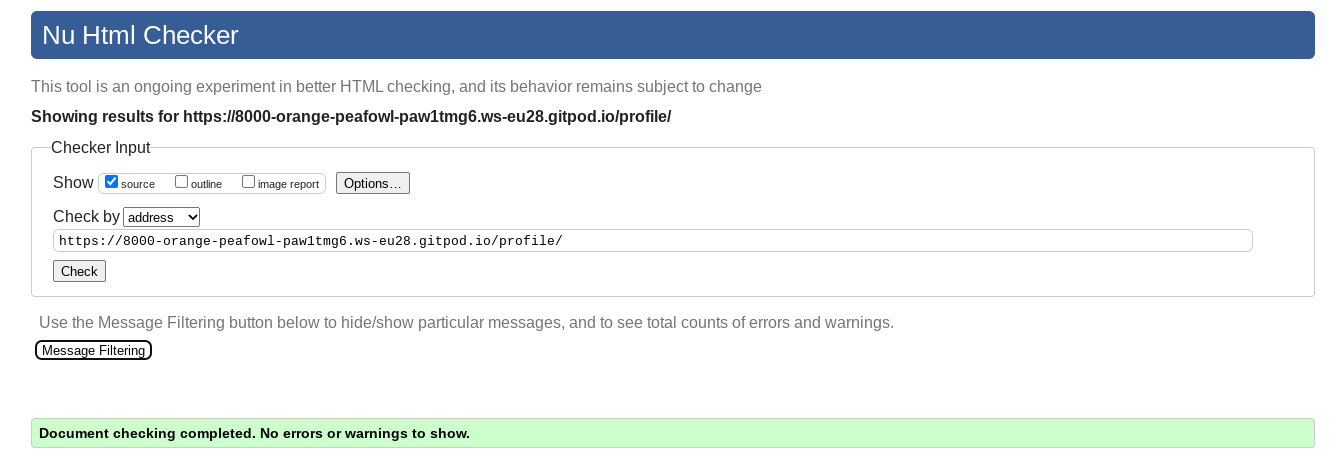 Nu Html Checker
This tool is an ongoing experiment in better HTML checking, and its behavior remains subject to change
Showing results for https://8000-orange-peafowl-paw1tmg6.ws-eu28.gitpod.io/profile/
Checker Input
Show source outline image report Options...
Check by address
https://8000-orange-peafowl-paw1tmg6.ws-eu28.gitpod.io/profile/
Check
Use the Message Filtering button below to hide/show particular messages, and to see total counts of errors and warnings.
Message Filtering
Document checking completed. No errors or warnings to show.